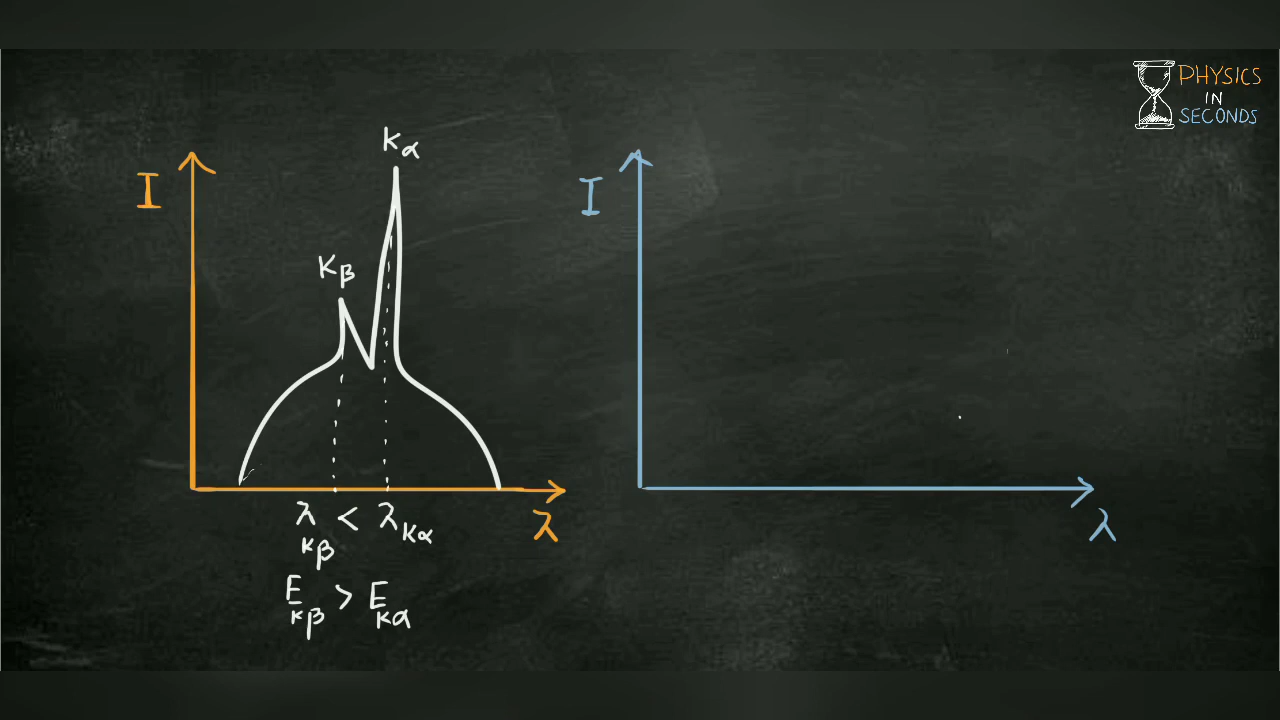 PHYSICS
IN
SECONDS
Kα
I
I
Kβ
λKβ < λKα
λ
λ
EKβ > EKα